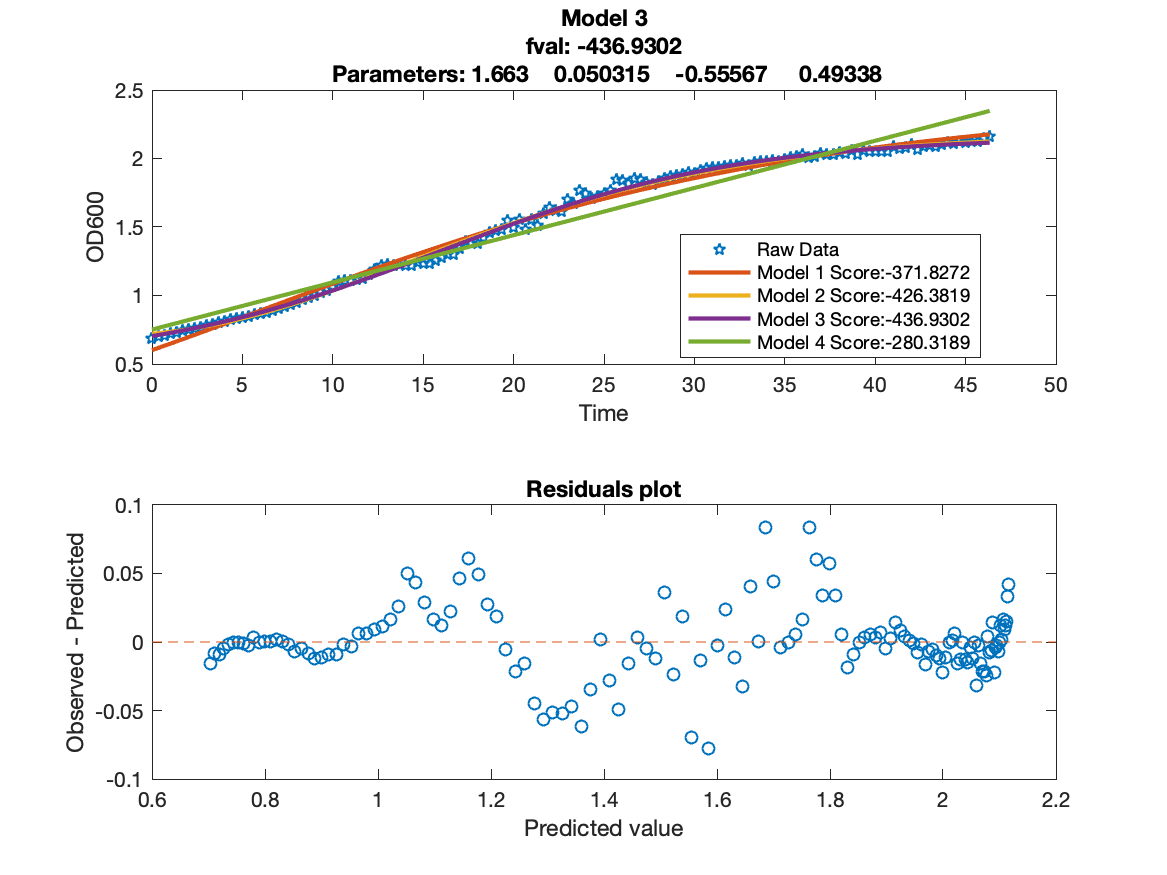 Model 3
fval: -436.9302
Parameters: 1.663 0.050315 -0.55567 0.49338
2.5
2
1.5
1
0.5
OD600
Raw Data
Model 1 Score:-371.8272
Model 2 Score:-426.3819
Model 3 Score:-436.9302
Model 4 Score:-280.3189
0 5 10 15 20 25 30 35 40 45 50
Time
Residuals plot
0.1
0.05
0
-0.05
-0.1
Observed - Predicted
0.6 0.8 1 1.2 1.4 1.6 1.8 2 2.2
Predicted value